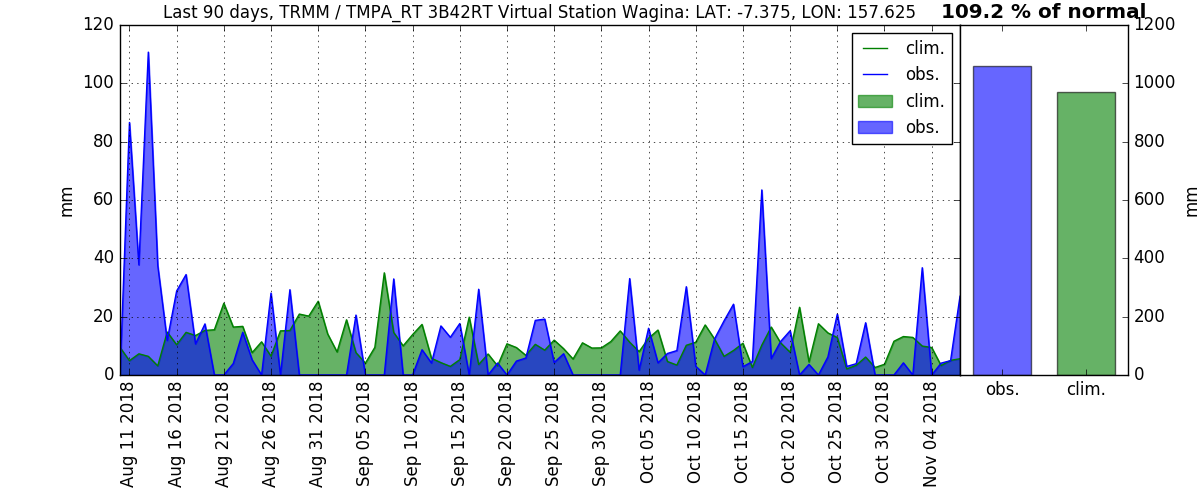 Last 90 days, TRMM / TMPA_RT 3B42RT Virtual Station Wagina: LAT: -7.375, LON: 157.625
109.2 % of normal
120
100
80
60
40
20
0
mm
clim.
obs.
clim.
obs.
1200
1000
800
600
400
200
0
mm
Aug 11 2018
Aug 16 2018
Aug 21 2018
Aug 26 2018
Aug 31 2018
Sep 05 2018
Sep 10 2018
Sep 15 2018
Sep 20 2018
Sep 25 2018
Sep 30 2018
Oct 05 2018
Oct 10 2018
Oct 15 2018
Oct 20 2018
Oct 25 2018
Oct 30 2018
Nov 04 2018
obs.
clim.